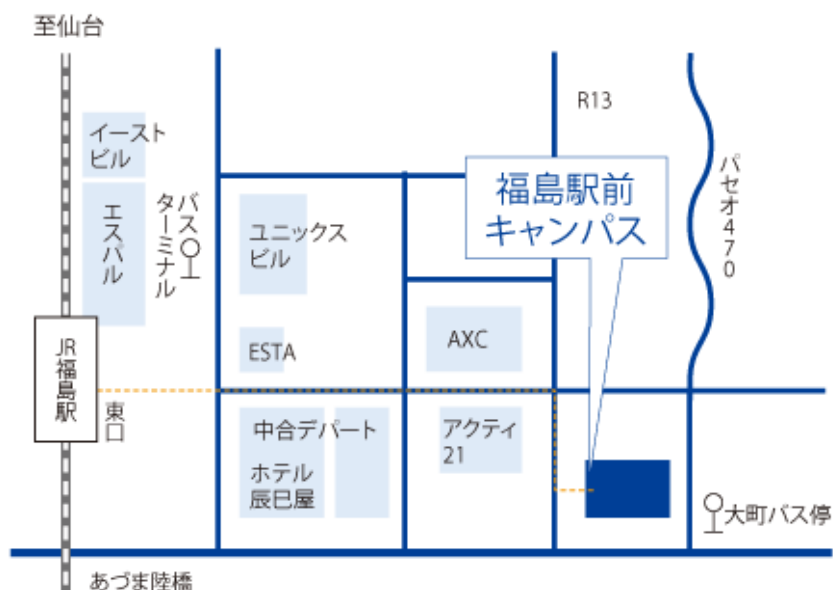 至仙台
R13
イースト
ビル
福島駅前
キャンパス
パセオ470
エスパル
バス
ターミナル
ユニックス
ビル
JR福島駅
ESTA
AXC
東口
中合デパート
アクティ
21
ホテル
辰巳屋
大町バス停
あづま陸橋